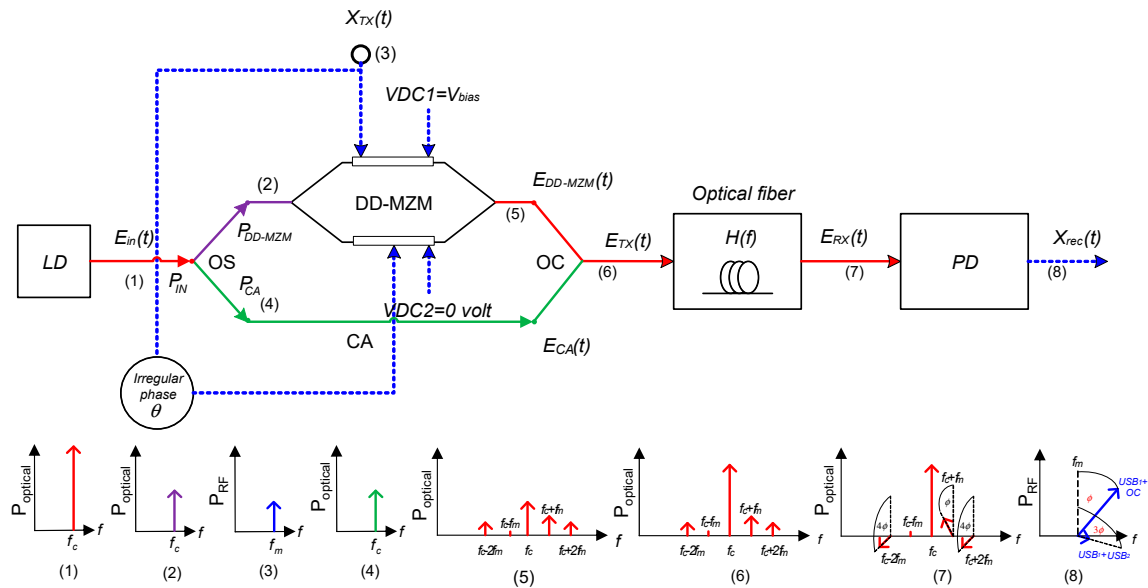 X_TX(t)
(3)
VDC1=V_bias
(2)
E_DD-MZM(t)
Optical fiber
DD-MZM
P_DD-MZM
(5)
LD
E_in(t)
OS
OC
E_TX(t)
H(f)
E_RX(t)
PD
X_rec(t)
(1)
P_IN
(6)
(7)
(8)
P_CA
(4)
VDC2=0 volt
CA
E_CA(t)
Irregular
phase
θ
P_optical
f_c
f
(1)
P_optical
f_c
f
(2)
P_RF
f_m
f
(3)
P_optical
f_c
f
(4)
P_optical
f_c-2f_m
f_c-f_m
f_c
f_c+f_m
f_c+2f_m
f
(5)
P_optical
f_c-2f_m
f_c-f_m
f_c
f_c+f_m
f_c+2f_m
f
(6)
P_optical
4ϕ
f_c-2f_m
f_c-f_m
f_c
f_c+f_m
ϕ
4ϕ
f_c+2f_m
f
(7)
P_RF
f_m
USB1+
OC
ϕ
3ϕ
USB1+USB2
f
(8)